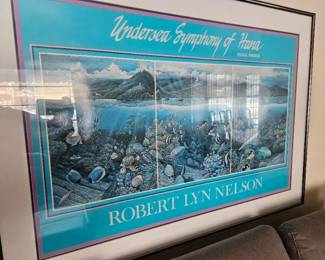 Undersea Symphony of Hana
ROBERT LYN NELSON